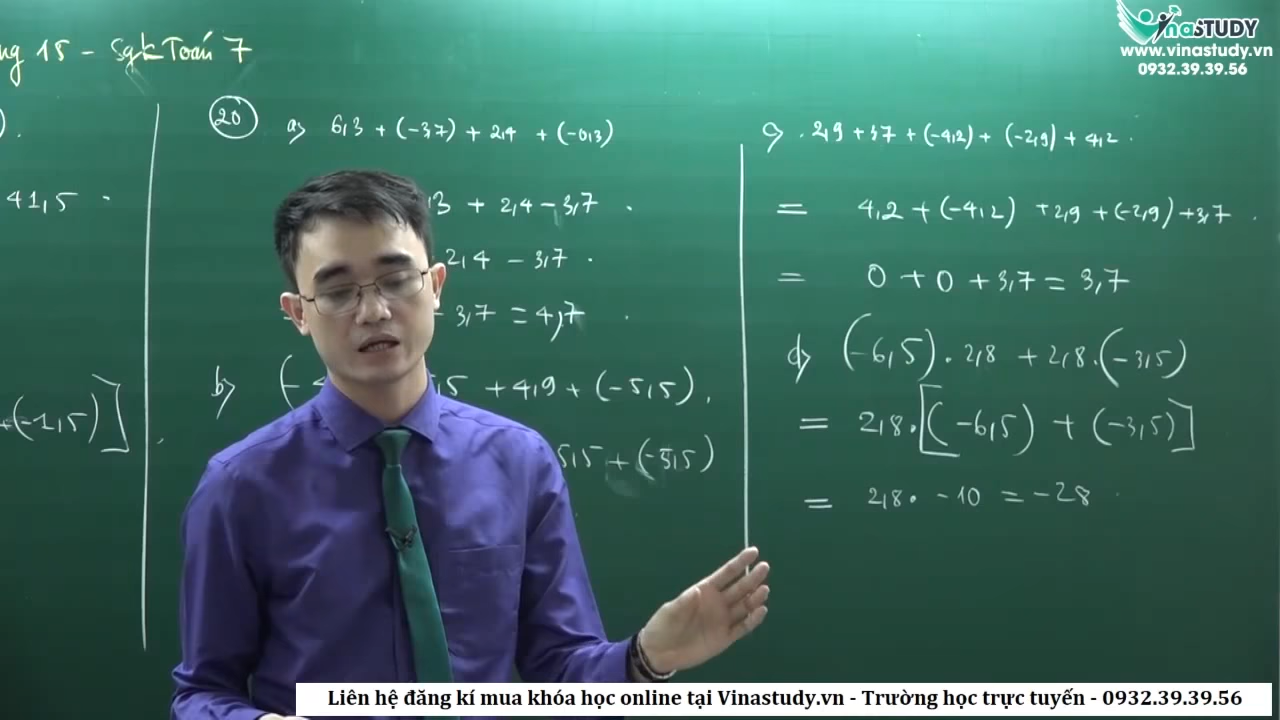 VinaSTUDY
www.vinastudy.vn
0932.39.39.56
ng 15 - Sgk Toán 7
).
41,5 .
+(-1,5)] .
20 a) 6,3 + (-3,7) + 2,4 + (-0,3)
,3 + 2,4 - 3,7 .
2,4 - 3,7 .
- 3,7 = 4,7 .
b) (-4 5,5 + 4,9 + (-5,5) .
5,5 + (-5,5)
c) . 2,9 + 3,7 + (-4,2) + (-2,9) + 4,2 .
= 4,2 + (-4,2) + 2,9 + (-2,9) + 3,7 .
= 0 + 0 + 3,7 = 3,7
d) (-6,5) . 2,8 + 2,8 . (-3,5)
= 2,8 . [(-6,5) + (-3,5)]
= 2,8 . -10 = -28
Liên hệ đăng kí mua khóa học online tại Vinastudy.vn - Trường học trực tuyến - 0932.39.39.56